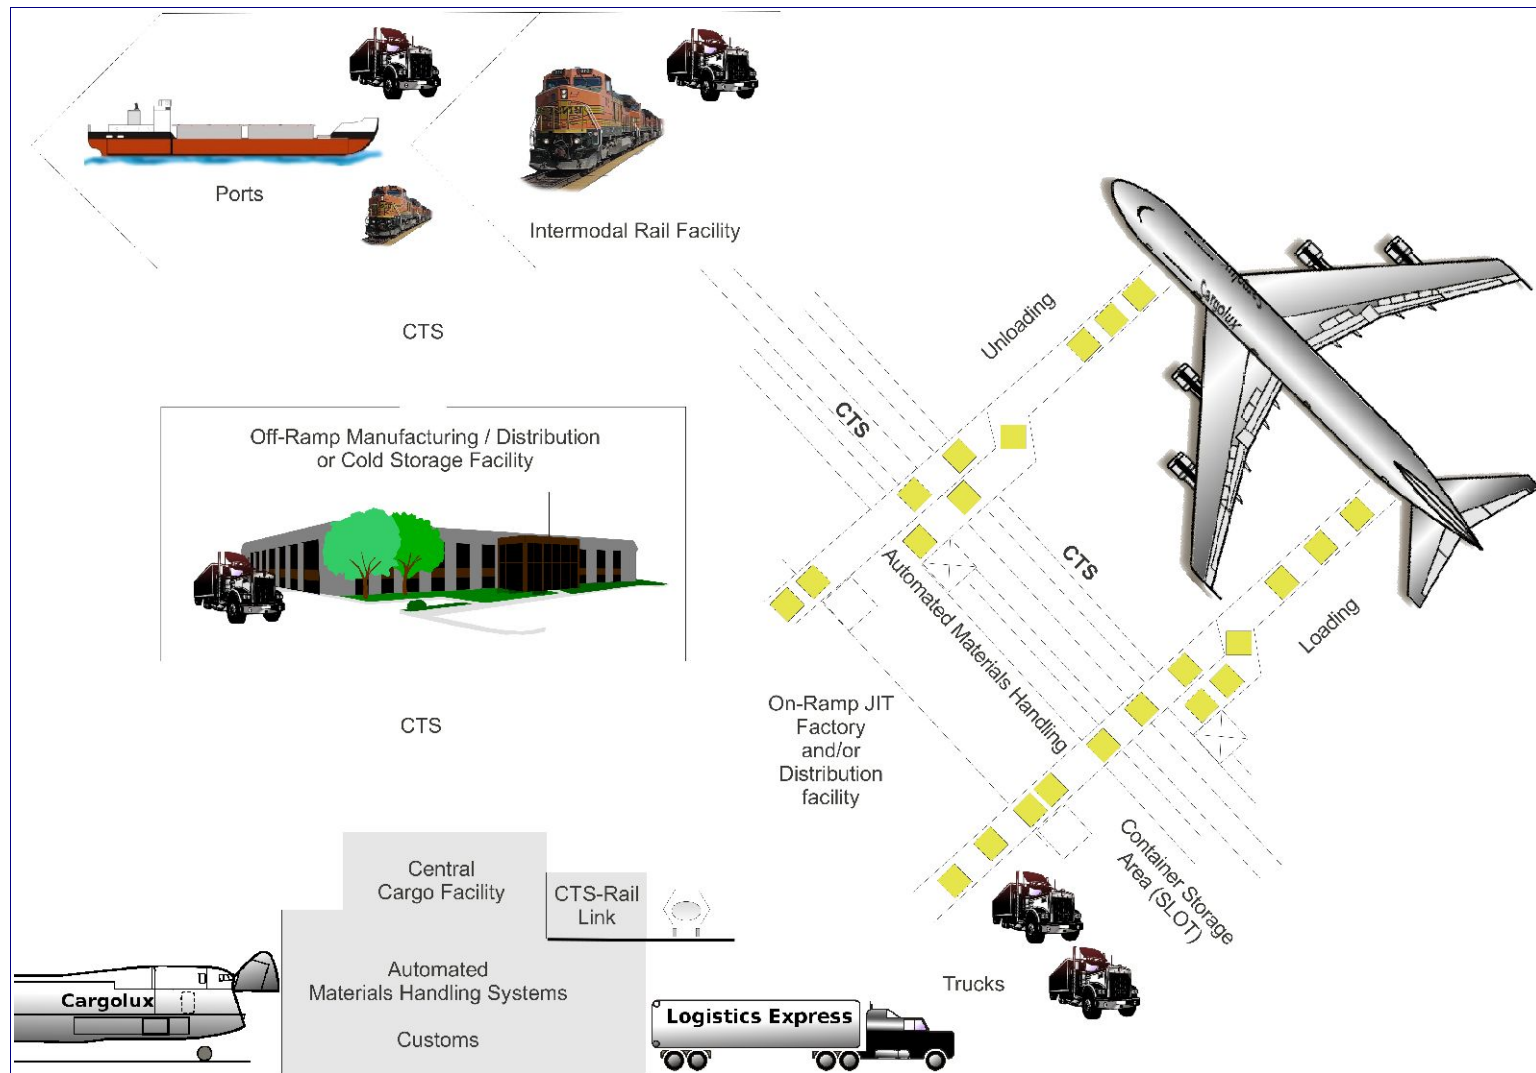 Ports
Intermodal Rail Facility
CTS
Off-Ramp Manufacturing / Distribution
or Cold Storage Facility
CTS
Unloading
Cargolux
CTS
CTS
Automated Materials Handling
Loading
On-Ramp JIT
Factory
and/or
Distribution
facility
Container Storage
Area (SLOT)
Trucks
Central
Cargo Facility
CTS-Rail
Link
Automated
Materials Handling Systems
Customs
Cargolux
Logistics Express